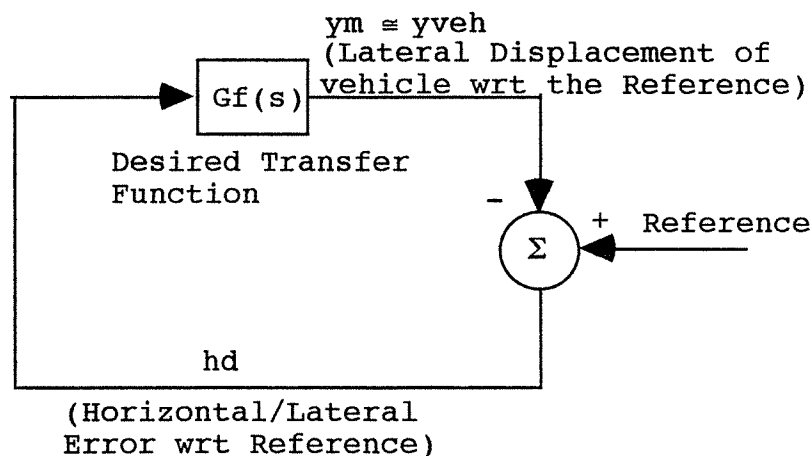 ym ≅ yveh
(Lateral Displacement of
vehicle wrt the Reference)
Gf(s)
Desired Transfer
Function
-
+ Reference
Σ
hd
(Horizontal/Lateral
Error wrt Reference)